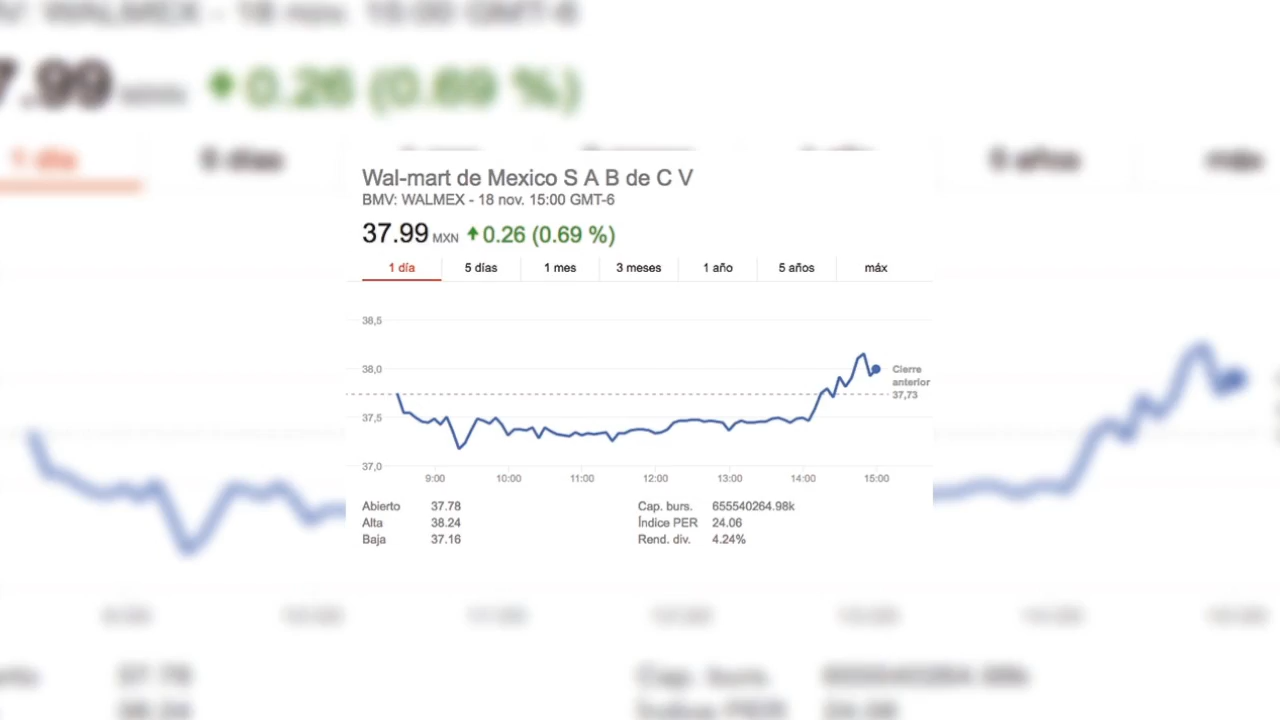 Wal-mart de Mexico S A B de C V
BMV: WALMEX - 18 nov. 15:00 GMT-6
37.99 MXN 0.26 (0.69 %)
1 día 5 días 1 mes 3 meses 1 año 5 años máx
38,5
38,0
37,5
37,0
Cierre
anterior
37,73
9:00 10:00 11:00 12:00 13:00 14:00 15:00
Abierto 37.78 Cap. burs. 655540264.98k
Alta 38.24 Índice PER 24.06
Baja 37.16 Rend. div. 4.24%